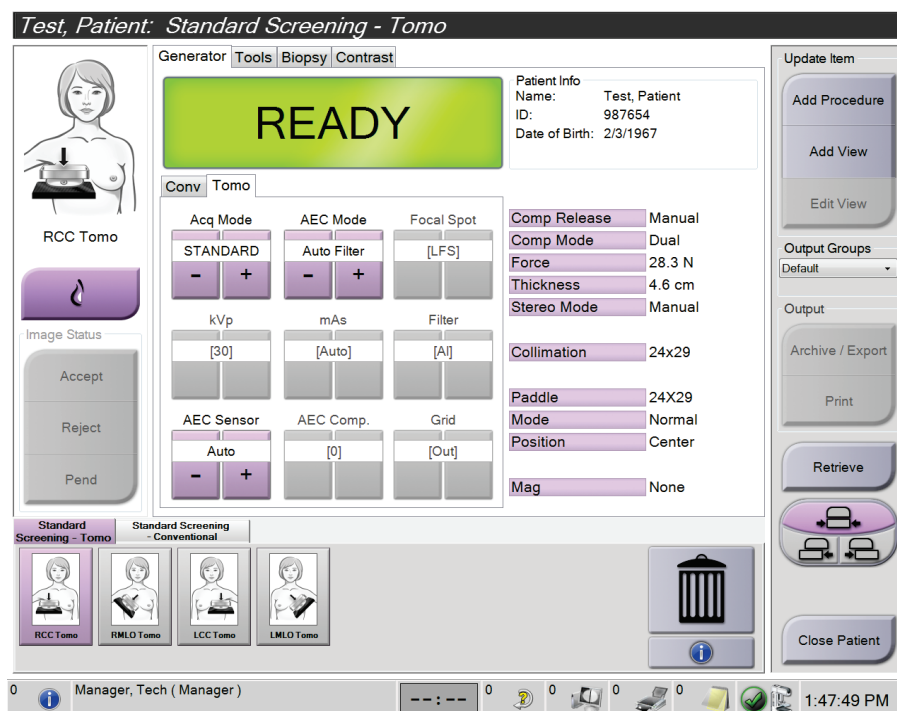 Test, Patient: Standard Screening - Tomo
Generator Tools Biopsy Contrast
READY
Patient Info
Name: Test, Patient
ID: 987654
Date of Birth: 2/3/1967
RCC Tomo
Image Status
Accept
Reject
Pend
Conv Tomo
Acq Mode AEC Mode Focal Spot
STANDARD Auto Filter [LFS]
- + - +
kVp mAs Filter
[30] [Auto] [Al]
AEC Sensor AEC Comp. Grid
Auto [0] [Out]
- +
Comp Release Manual
Comp Mode Dual
Force 28.3 N
Thickness 4.6 cm
Stereo Mode Manual
Collimation 24x29
Paddle 24X29
Mode Normal
Position Center
Mag None
Update Item
Add Procedure
Add View
Edit View
Output Groups
Default
Output
Archive / Export
Print
Retrieve
Close Patient
Standard
Screening - Tomo
Standard Screening
- Conventional
RCC Tomo RMLO Tomo LCC Tomo LMLO Tomo
0 Manager, Tech ( Manager ) --:-- 0 0 0 0 1:47:49 PM